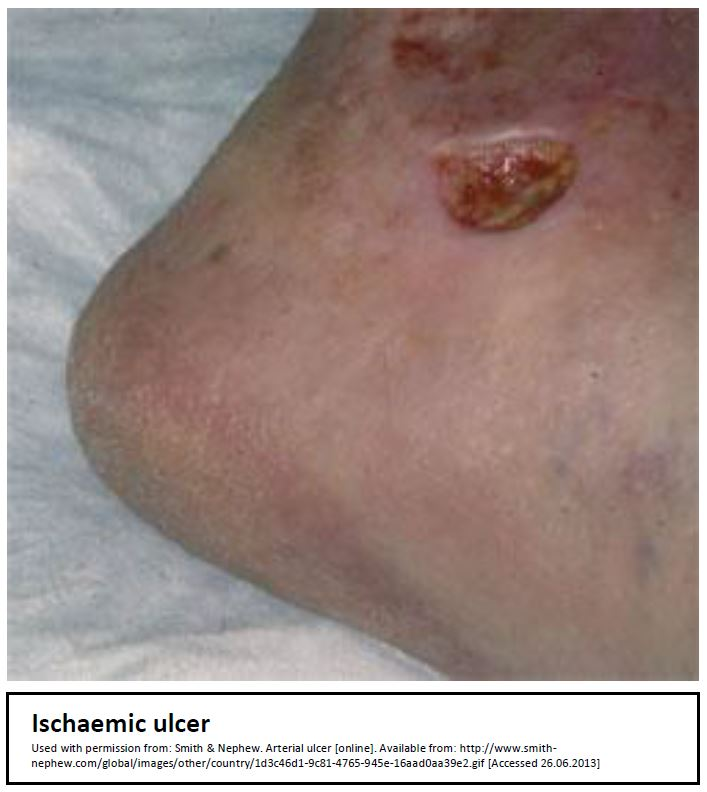 Ischaemic ulcer
Used with permission from: Smith & Nephew. Arterial ulcer [online]. Available from: http://www.smith-
nephew.com/global/images/other/country/1d3c46d1-9c81-4765-945e-16aad0aa39e2.gif [Accessed 26.06.2013]